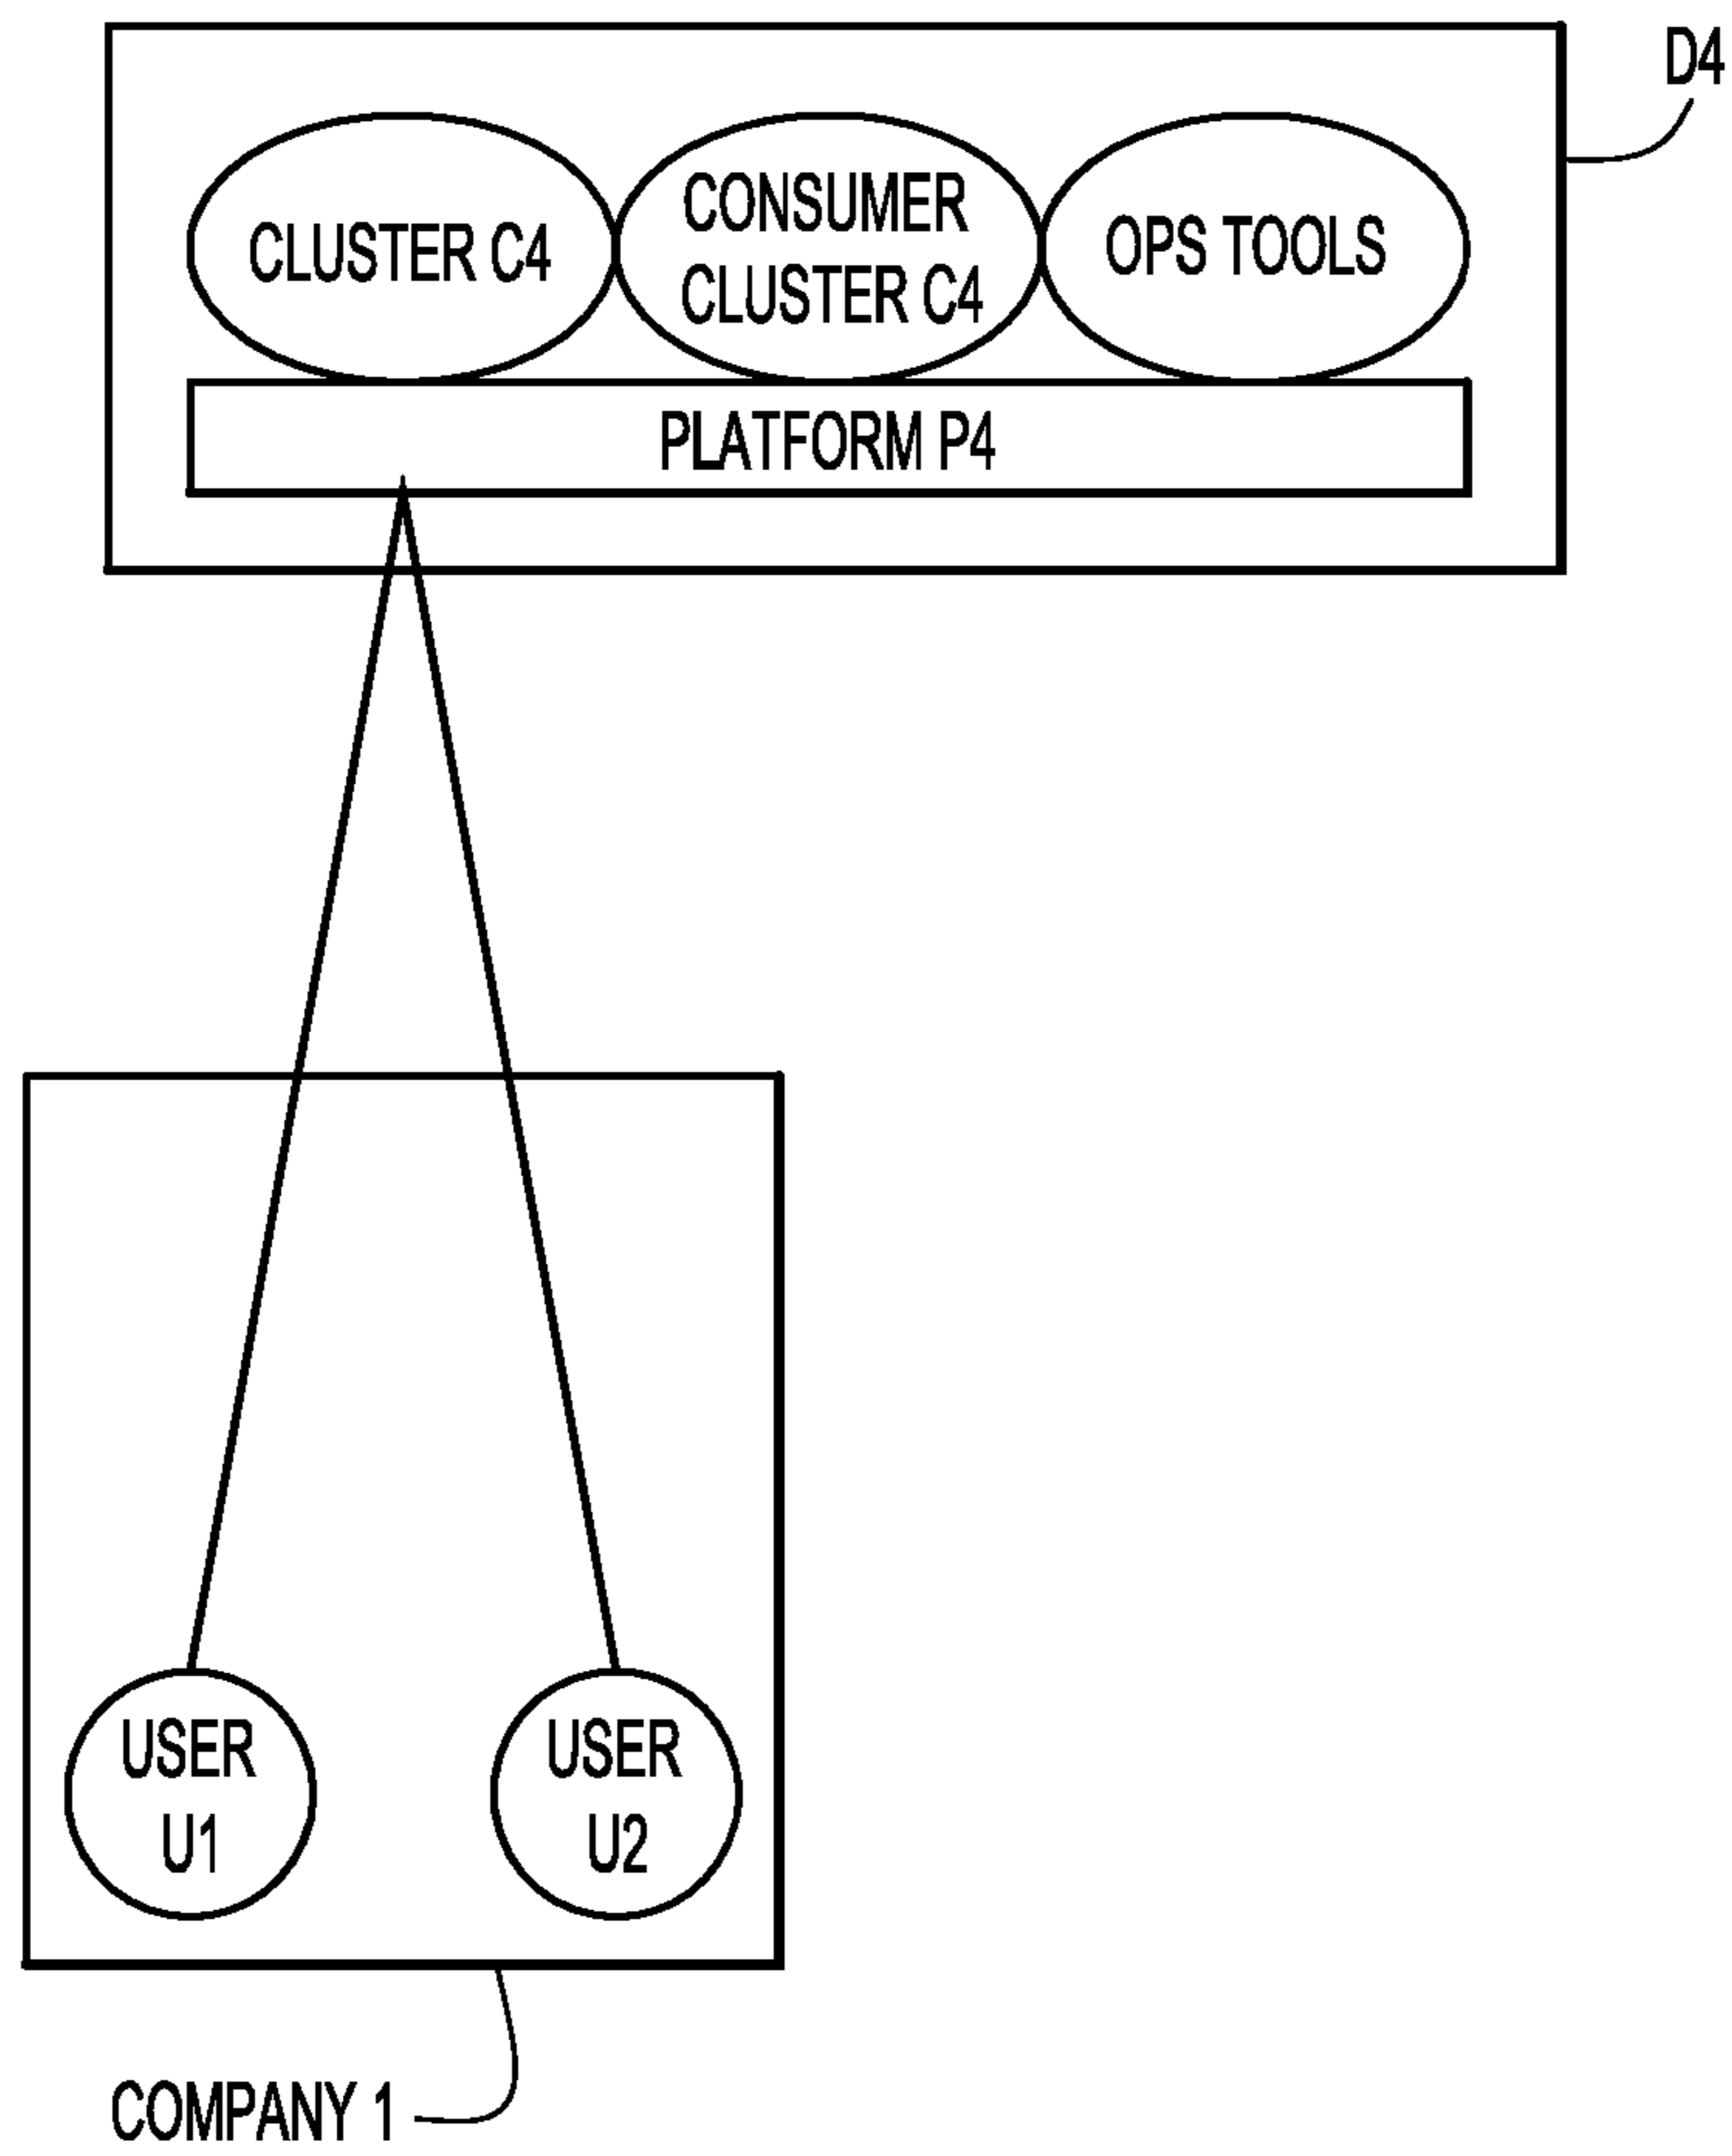 D4
CLUSTER C4
CONSUMER
CLUSTER C4
OPS TOOLS
PLATFORM P4
USER
U1
USER
U2
COMPANY 1